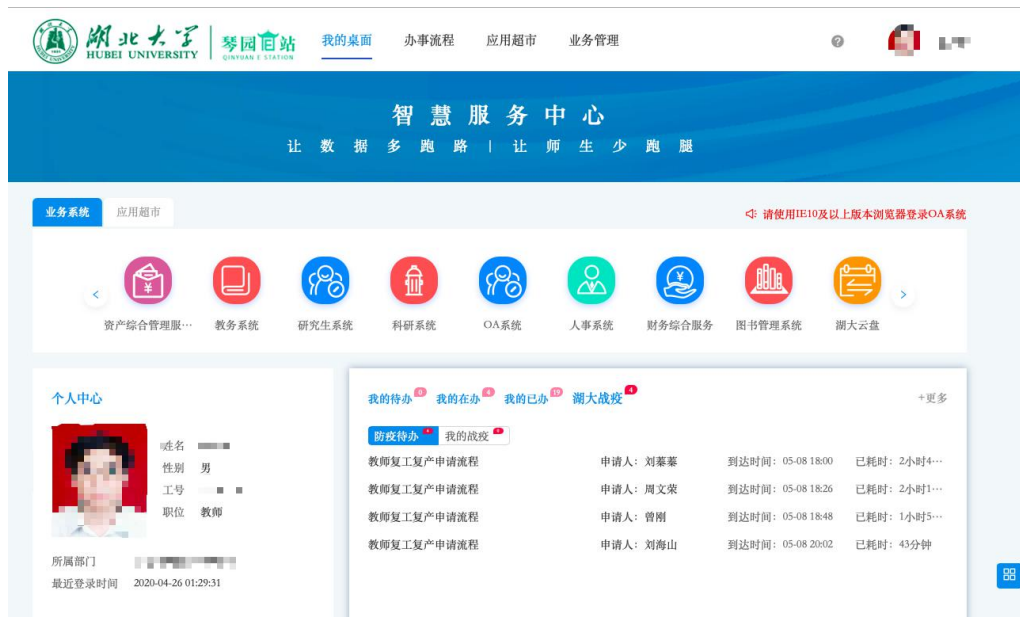 湖北大学 HUBEI UNIVERSITY 琴园e站 QINYUAN E STATION 我的桌面 办事流程 应用超市 业务管理 ?
智慧服务中心
让数据多跑路 | 让师生少跑腿
业务系统 应用超市 请使用IE10及以上版本浏览器登录OA系统
资产综合管理服… 教务系统 研究生系统 科研系统 OA系统 人事系统 财务综合服务 图书管理系统 湖大云盘
个人中心
姓名
性别 男
工号
职位 教师
所属部门
最近登录时间 2020-04-26 01:29:31
我的待办 0 我的在办 4 我的已办 19 湖大战疫 4 +更多
防疫待办 4 我的战疫
教师复工复产申请流程 申请人：刘蓁蓁 到达时间：05-08 18:00 已耗时：2小时4…
教师复工复产申请流程 申请人：周文荣 到达时间：05-08 18:26 已耗时：2小时1…
教师复工复产申请流程 申请人：曾刚 到达时间：05-08 18:48 已耗时：1小时5…
教师复工复产申请流程 申请人：刘海山 到达时间：05-08 20:02 已耗时：43分钟